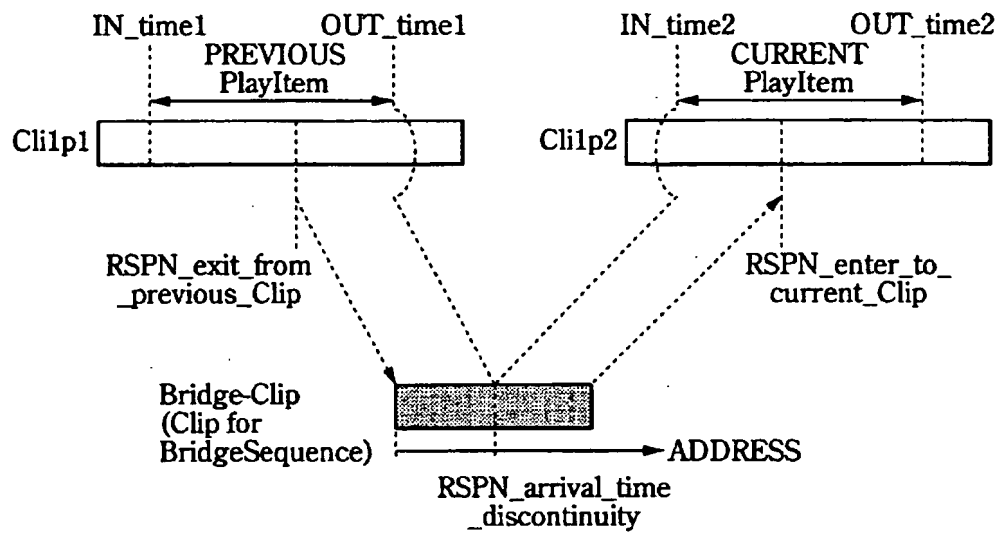 IN_time1
OUT_time1
IN_time2
OUT_time2
PREVIOUS
PlayItem
CURRENT
PlayItem
Cli1p1
Cli1p2
RSPN_exit_from
_previous_Clip
RSPN_enter_to_
current_Clip
Bridge-Clip
(Clip for
BridgeSequence)
ADDRESS
RSPN_arrival_time
_discontinuity